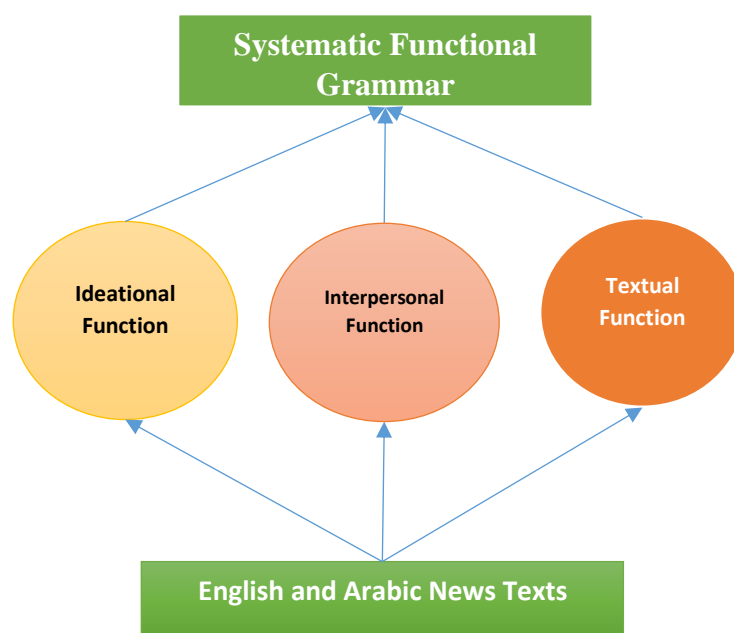 Systematic Functional
Grammar
Ideational
Function
Interpersonal
Function
Textual
Function
English and Arabic News Texts